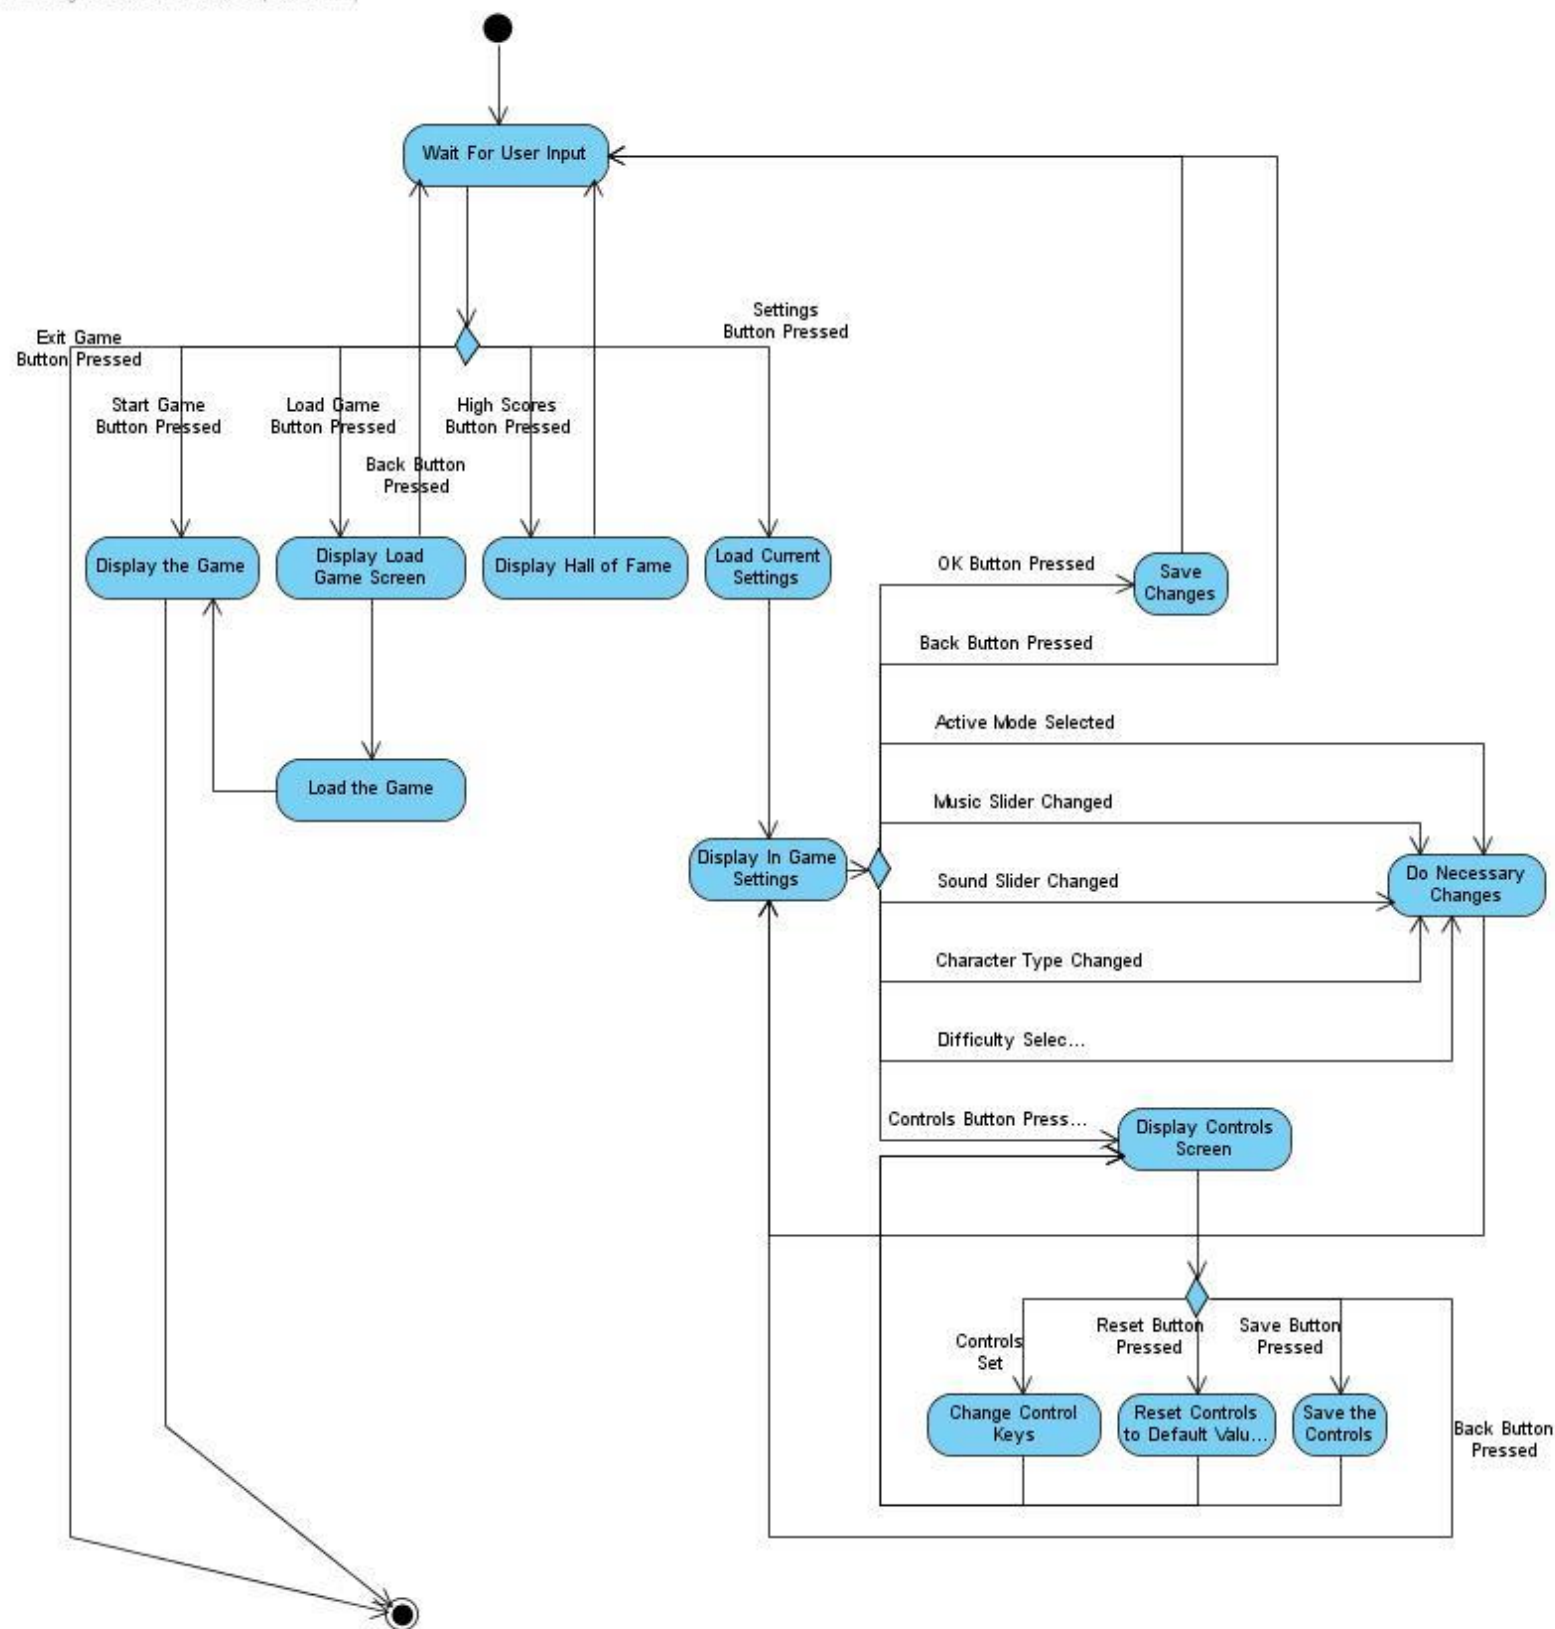 Wait For User Input
Settings
Button Pressed
Exit Game
Button Pressed
Start Game
Button Pressed
Load Game
Button Pressed
High Scores
Button Pressed
Back Button
Pressed
Display the Game
Display Load
Game Screen
Display Hall of Fame
Load Current
Settings
OK Button Pressed
Save
Changes
Back Button Pressed
Active Mode Selected
Load the Game
Music Slider Changed
Display In Game
Settings
Sound Slider Changed
Do Necessary
Changes
Character Type Changed
Difficulty Selec...
Controls Button Press...
Display Controls
Screen
Controls
Set
Reset Button
Pressed
Save Button
Pressed
Change Control
Keys
Reset Controls
to Default Valu...
Save the
Controls
Back Button
Pressed